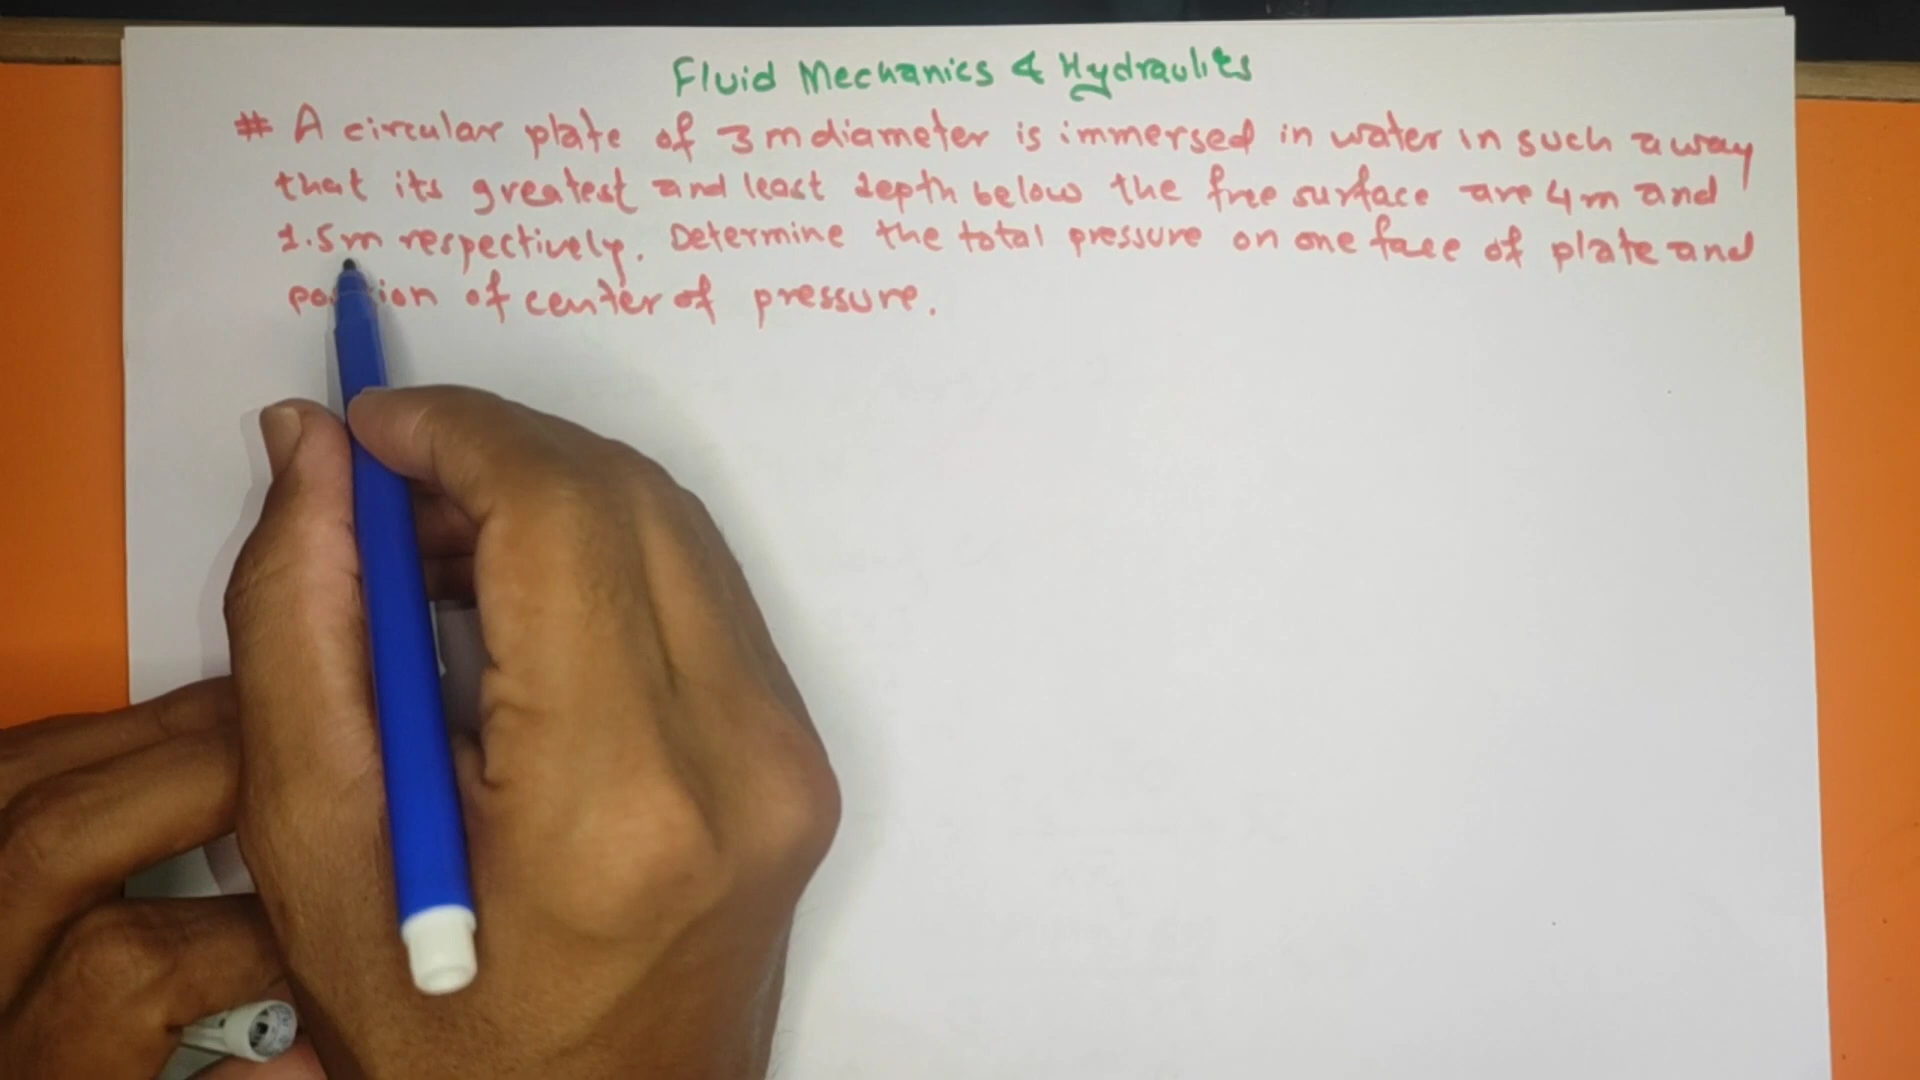 Fluid Mechanics & Hydraulics
# A circular plate of 3 m diameter is immersed in water in such a way
that its greatest and least depth below the free surface are 4m and
1.5m respectively. Determine the total pressure on one face of plate and
of center of pressure.